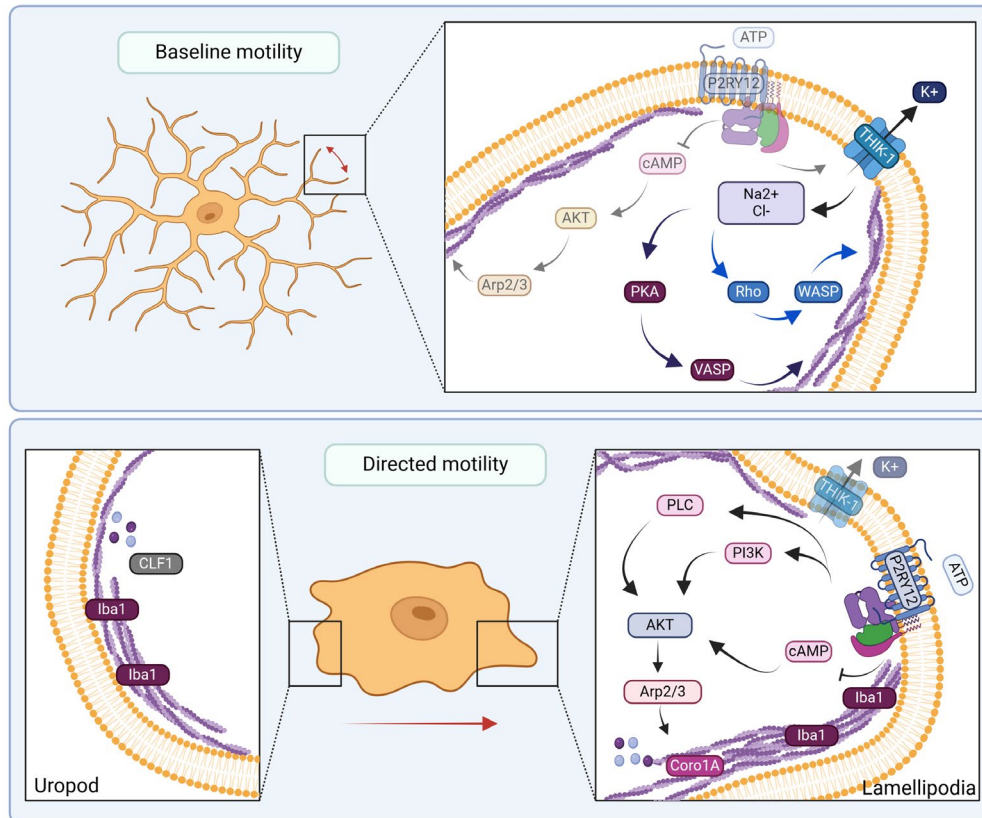 Baseline motility
ATP
P2RY12
K+
THIK-1
cAMP
Na2+
Cl-
AKT
Arp2/3
PKA
Rho
WASP
VASP
Directed motility
CLF1
Iba1
Iba1
Uropod
K+
THIK-1
PLC
PI3K
P2RY12
ATP
AKT
cAMP
Arp2/3
Iba1
Iba1
Coro1A
Lamellipodia